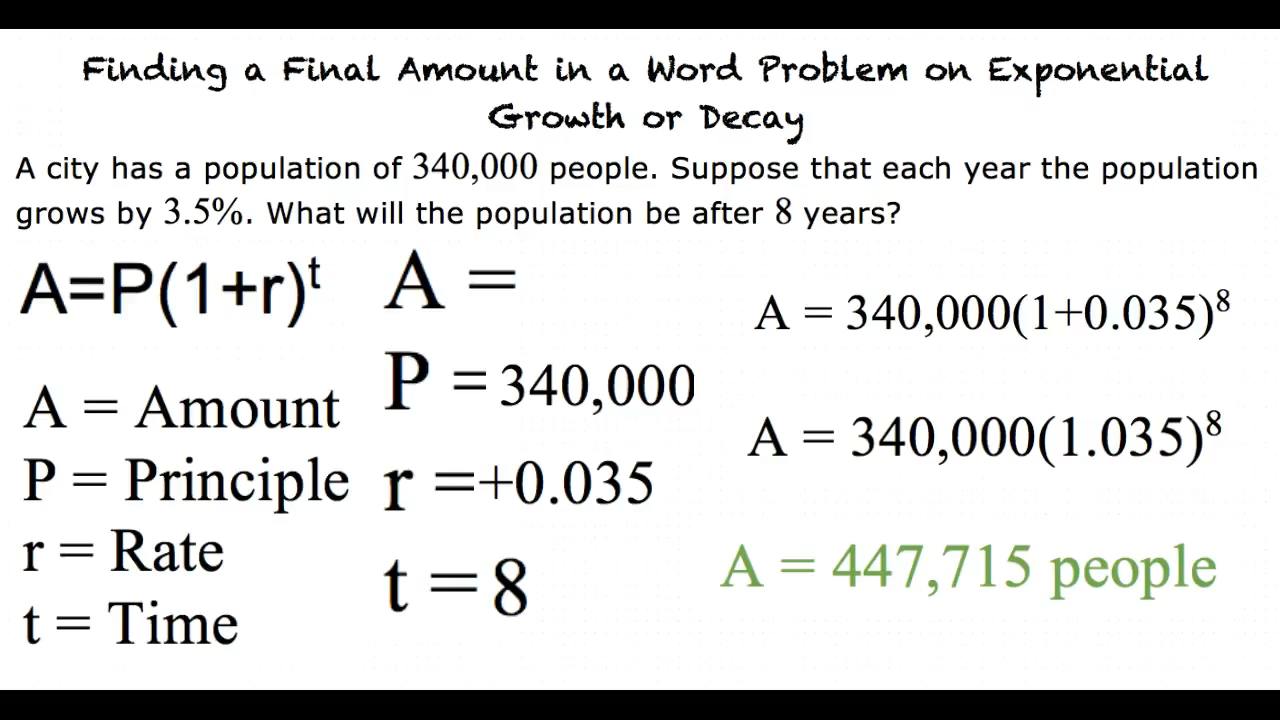 Finding a Final Amount in a Word Problem on Exponential
Growth or Decay
A city has a population of 340,000 people. Suppose that each year the population
grows by 3.5%. What will the population be after 8 years?
A=P(1+r)ᵗ
A = Amount
P = Principle
r = Rate
t = Time
A =
P = 340,000
r =+0.035
t = 8
A = 340,000(1+0.035)⁸
A = 340,000(1.035)⁸
A = 447,715 people